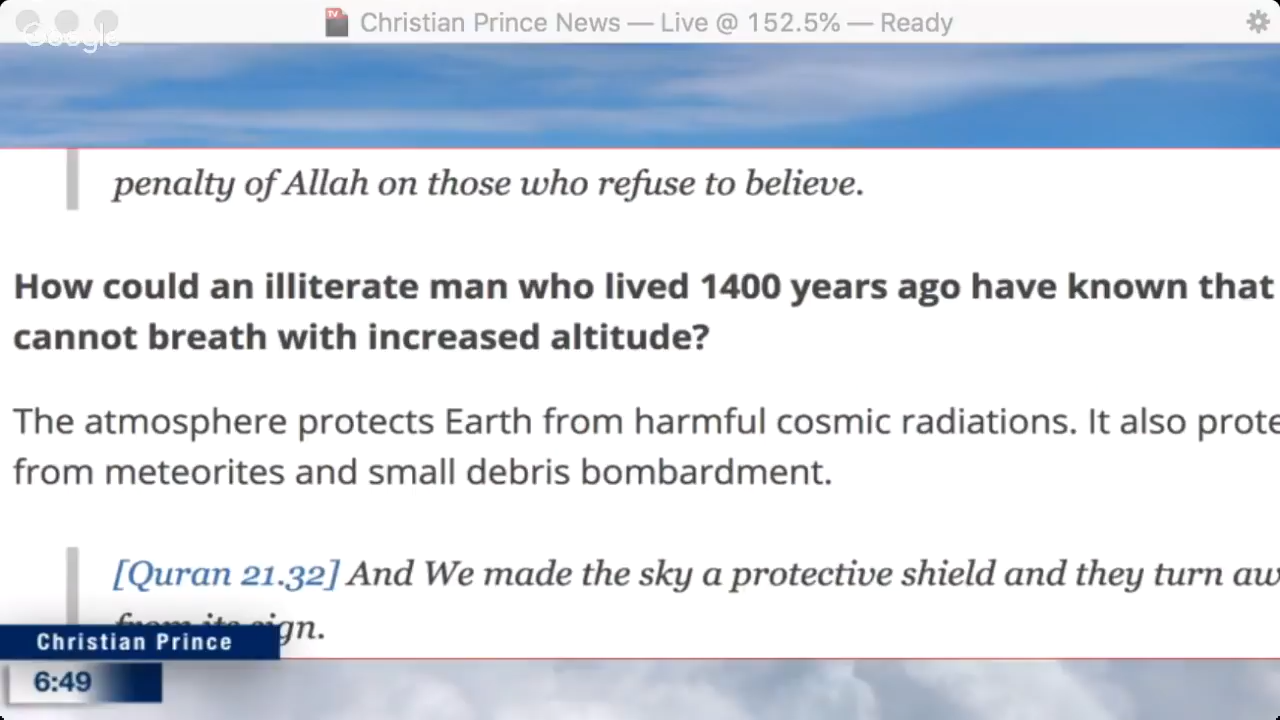 Christian Prince News — Live @ 152.5% — Ready
Google
penalty of Allah on those who refuse to believe.
How could an illiterate man who lived 1400 years ago have known that
cannot breath with increased altitude?
The atmosphere protects Earth from harmful cosmic radiations. It also prote
from meteorites and small debris bombardment.
[Quran 21.32] And We made the sky a protective shield and they turn aw
from its sign.
Christian Prince
6:49